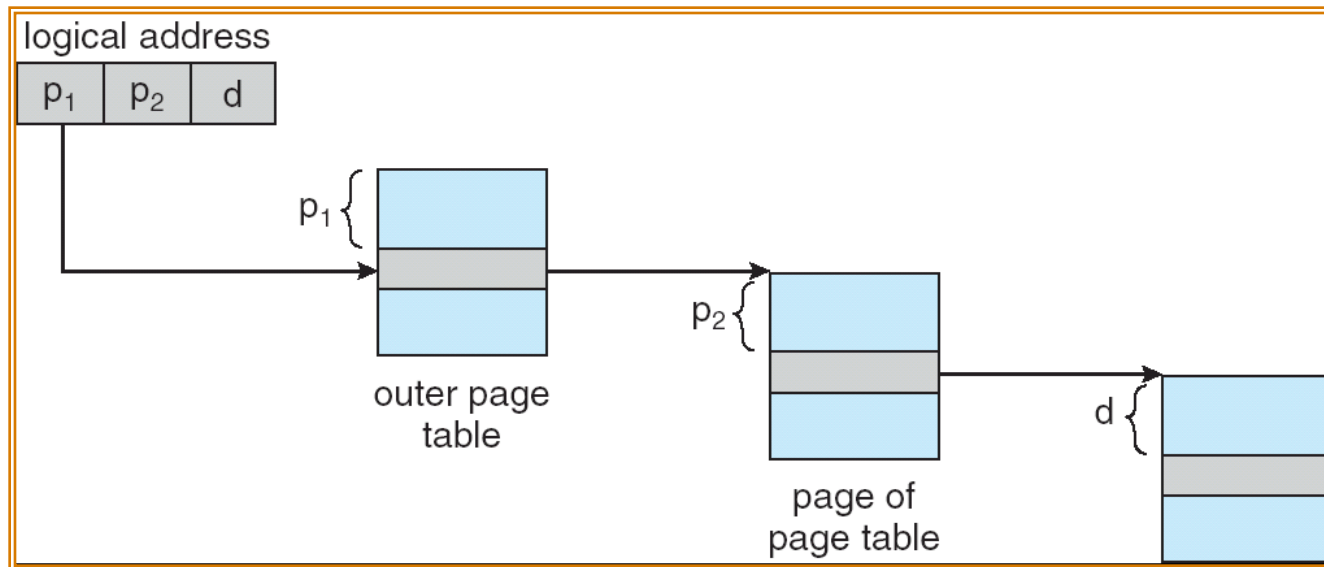 logical address
p₁ p₂ d
p₁
outer page
table
p₂
page of
page table
d